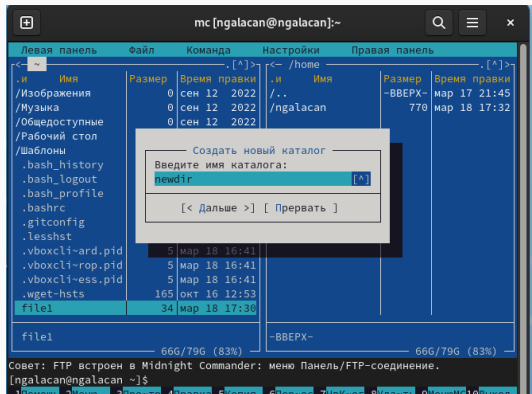 mc [ngalacan@ngalacan]:~
Левая панель Файл Команда Настройки Правая панель
<— ~ .[^]> <— /home .[^]>
.и Имя Размер Время правки .и Имя Размер Время правки
/Изображения 0 сен 12 2022 /.. -ВВЕРХ- мар 17 21:45
/Музыка 0 сен 12 2022 /ngalacan 770 мар 18 17:32
/Общедоступные 0 сен 12 2022
/Рабочий стол
/Шаблоны
.bash_history
.bash_logout
.bash_profile
.bashrc
.gitconfig
.lesshst
Создать новый каталог
Введите имя каталога:
newdir [^]
[< Дальше >] [ Прервать ]
.vboxcli~ard.pid 5 мар 18 16:41
.vboxcli~rop.pid 5 мар 18 16:41
.vboxcli~ess.pid 5 мар 18 16:41
.wget-hsts 165 окт 16 12:53
file1 34 мар 18 17:30
file1 -ВВЕРХ-
66G/79G (83%) 66G/79G (83%)
Совет: FTP встроен в Midnight Commander: меню Панель/FTP-соединение.
[ngalacan@ngalacan ~]$